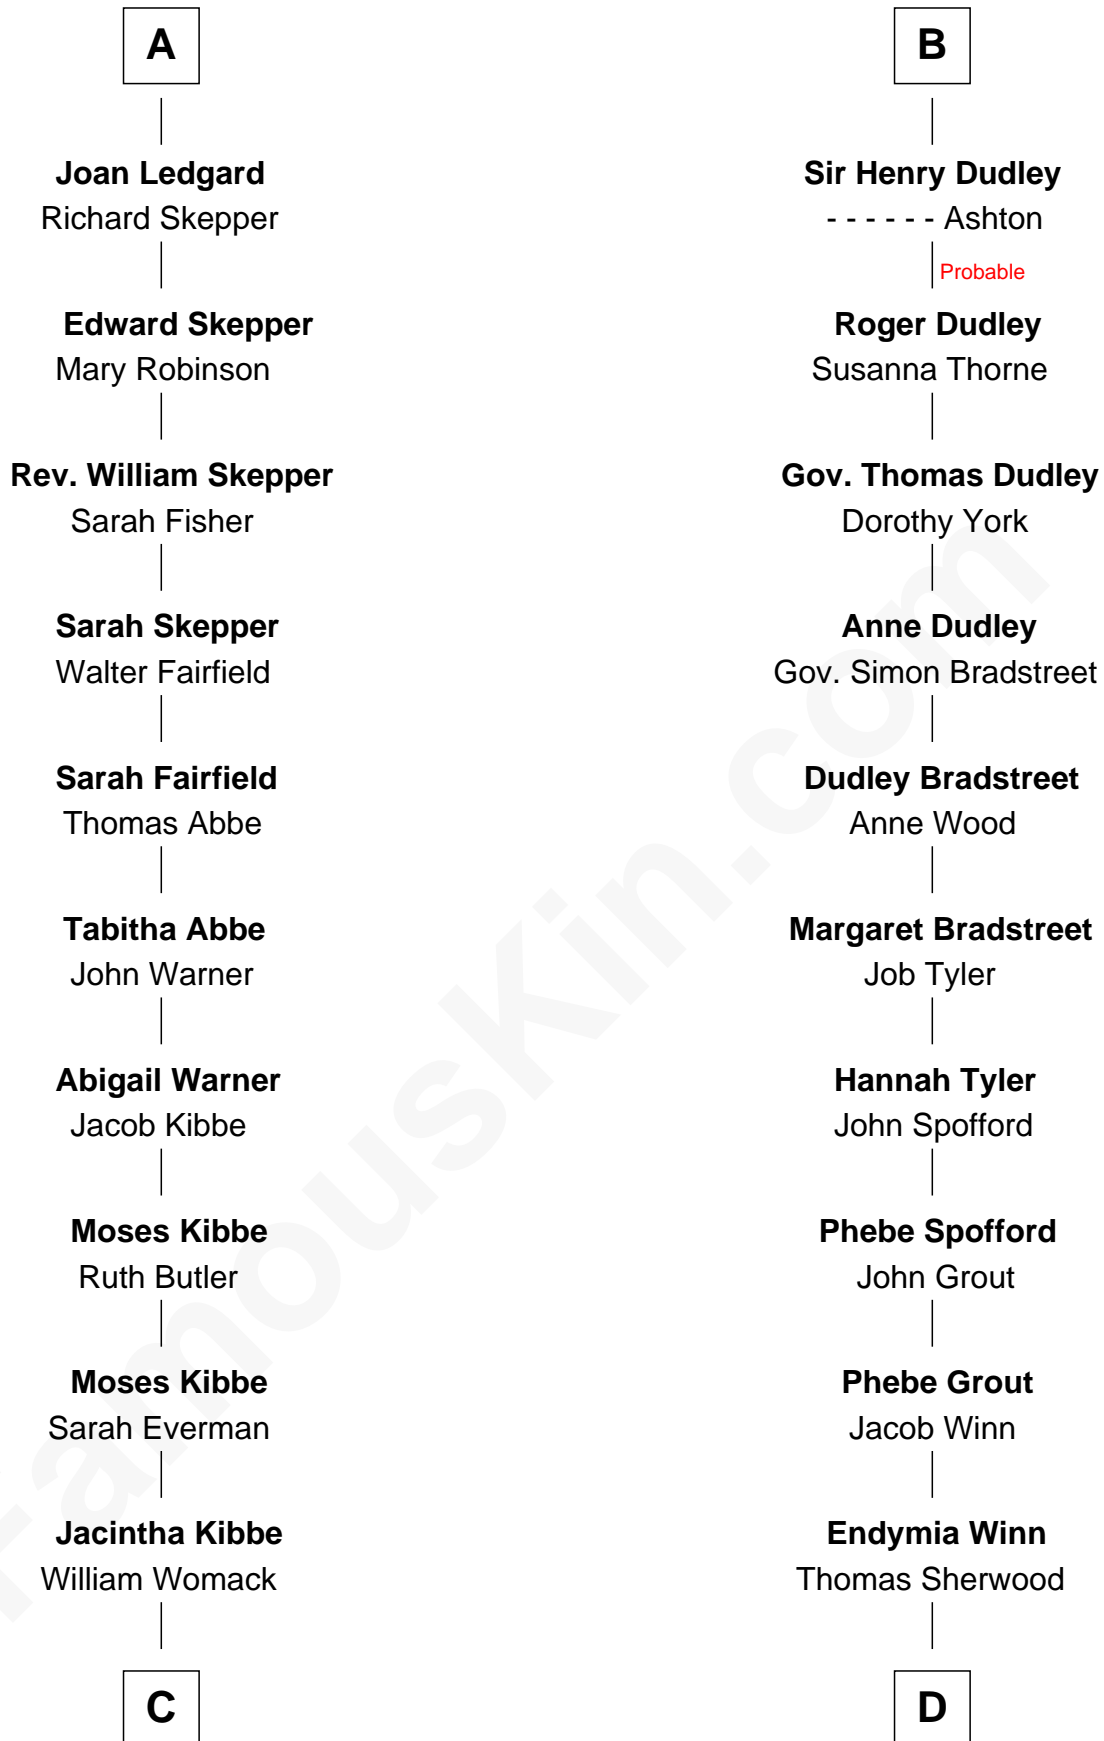 A
Joan Ledgard
Richard Skepper
Edward Skepper
Mary Robinson
Rev. William Skepper
Sarah Fisher
Sarah Skepper
Walter Fairfield
Sarah Fairfield
Thomas Abbe
Tabitha Abbe
John Warner
Abigail Warner
Jacob Kibbe
Moses Kibbe
Ruth Butler
Moses Kibbe
Sarah Everman
Jacintha Kibbe
William Womack
C
B
Sir Henry Dudley
- - - - - - Ashton
Probable
Roger Dudley
Susanna Thorne
Gov. Thomas Dudley
Dorothy York
Anne Dudley
Gov. Simon Bradstreet
Dudley Bradstreet
Anne Wood
Margaret Bradstreet
Job Tyler
Hannah Tyler
John Spofford
Phebe Spofford
John Grout
Phebe Grout
Jacob Winn
Endymia Winn
Thomas Sherwood
D
FamousKin.com